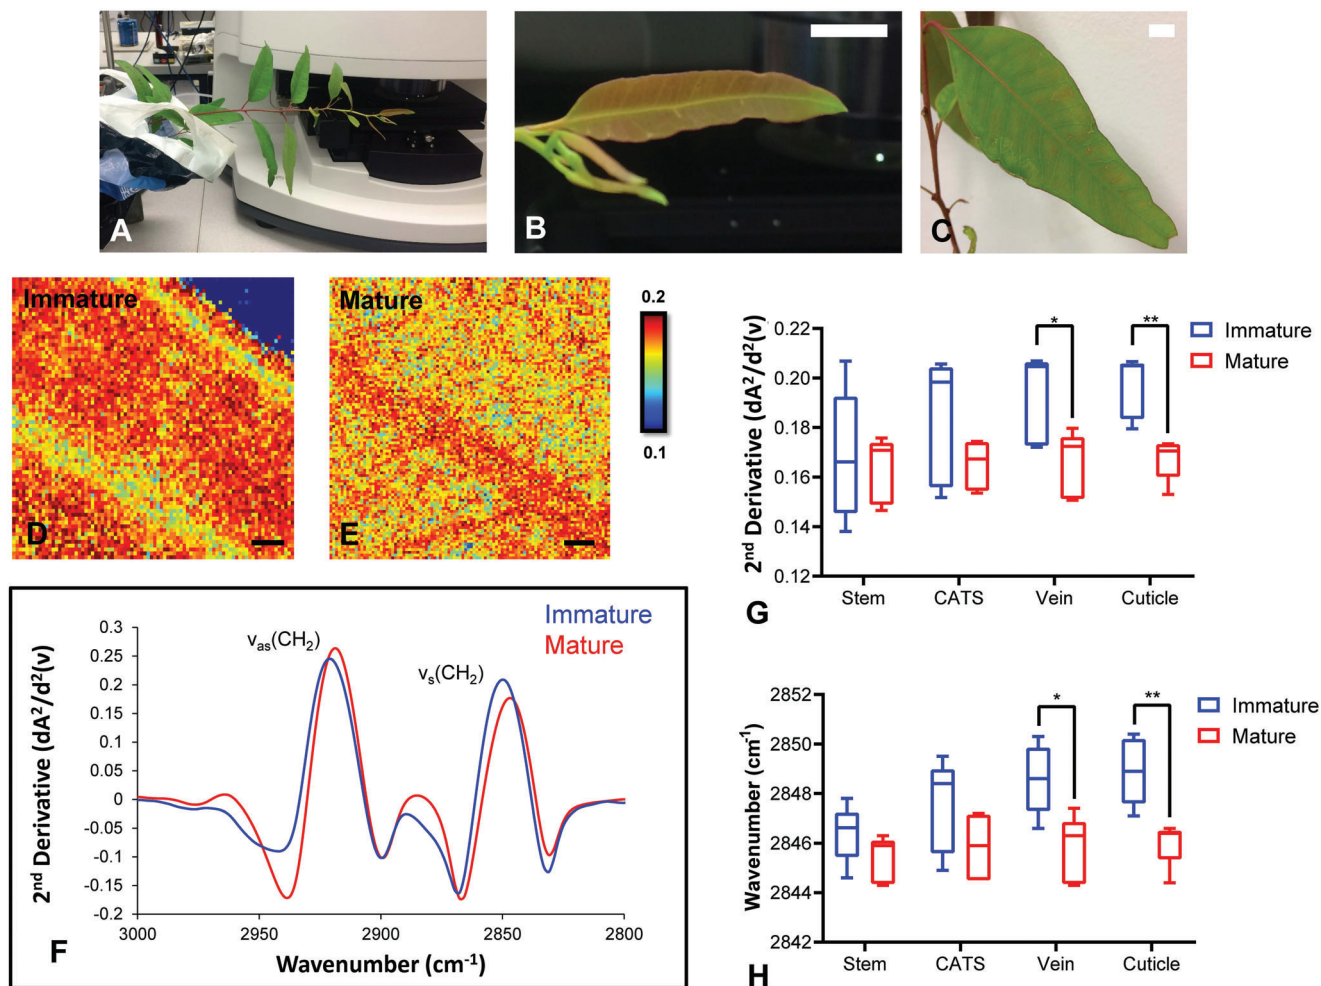 A
B
C
Immature
D
Mature
E
0.2
0.1
2nd Derivative (dA²/d²(ν)
0.22
0.20
0.18
0.16
0.14
0.12
*
**
Immature
Mature
Stem
CATS
Vein
Cuticle
G
Immature
Mature
νas(CH₂)
νs(CH₂)
2nd Derivative (dA²/d²(ν)
0.3
0.25
0.2
0.15
0.1
0.05
0
-0.05
-0.1
-0.15
-0.2
3000
2950
2900
2850
2800
Wavenumber (cm⁻¹)
F
Wavenumber (cm⁻¹)
2852
2850
2848
2846
2844
2842
*
**
Immature
Mature
Stem
CATS
Vein
Cuticle
H